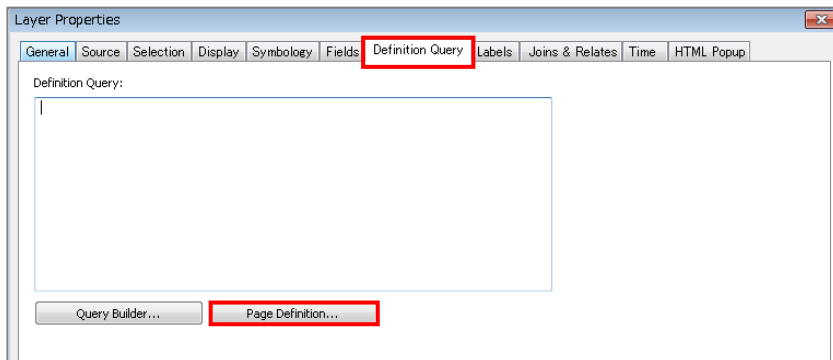 Layer Properties
General Source Selection Display Symbology Fields Definition Query Labels Joins & Relates Time HTML Popup
Definition Query:
Query Builder... Page Definition...